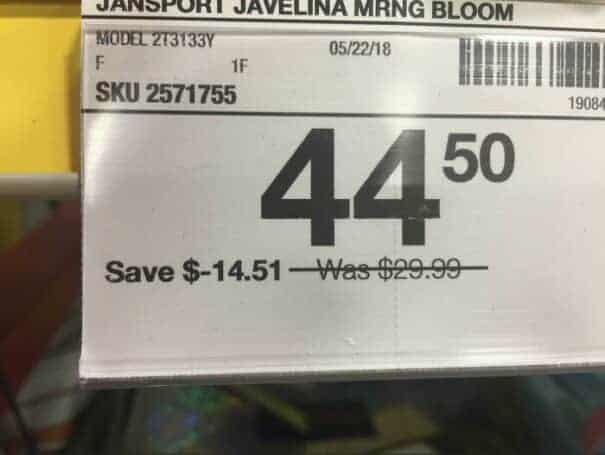 JANSPORT JAVELINA MRNG BLOOM
MODEL 2T3133Y
05/22/18
F 1F
SKU 2571755
19084
44 50
Save $-14.51 Was $29.99